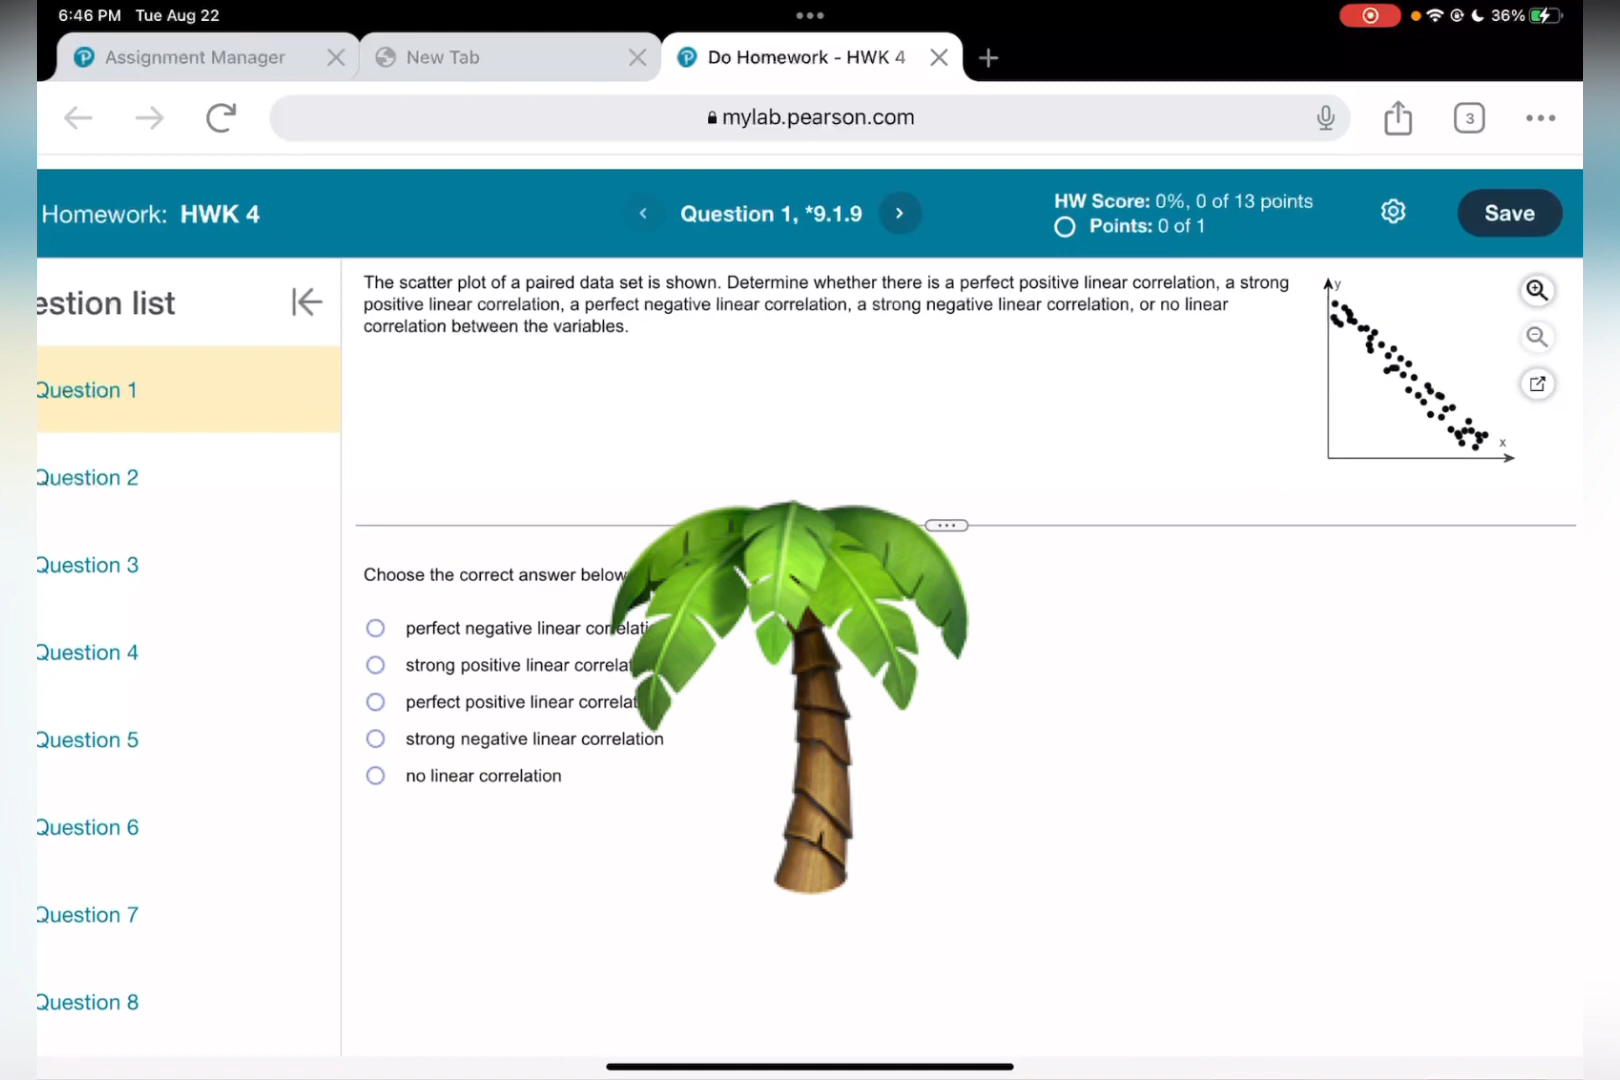 6:46 PM Tue Aug 22
36%
Assignment Manager
New Tab
Do Homework - HWK 4
mylab.pearson.com
3
Homework: HWK 4
Question 1, *9.1.9
HW Score: 0%, 0 of 13 points
Points: 0 of 1
Save
estion list
Question 1
Question 2
Question 3
Question 4
Question 5
Question 6
Question 7
Question 8
The scatter plot of a paired data set is shown. Determine whether there is a perfect positive linear correlation, a strong
positive linear correlation, a perfect negative linear correlation, a strong negative linear correlation, or no linear
correlation between the variables.
y
x
Choose the correct answer below
perfect negative linear correlati
strong positive linear correlat
perfect positive linear correlat
strong negative linear correlation
no linear correlation